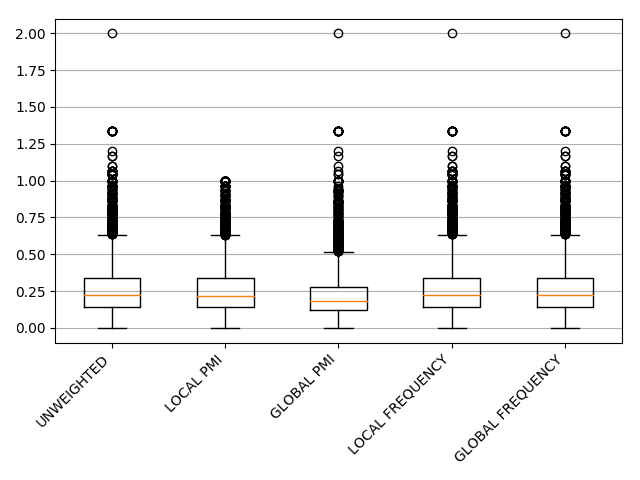 2.00
1.75
1.50
1.25
1.00
0.75
0.50
0.25
0.00
UNWEIGHTED
LOCAL PMI
GLOBAL PMI
LOCAL FREQUENCY
GLOBAL FREQUENCY